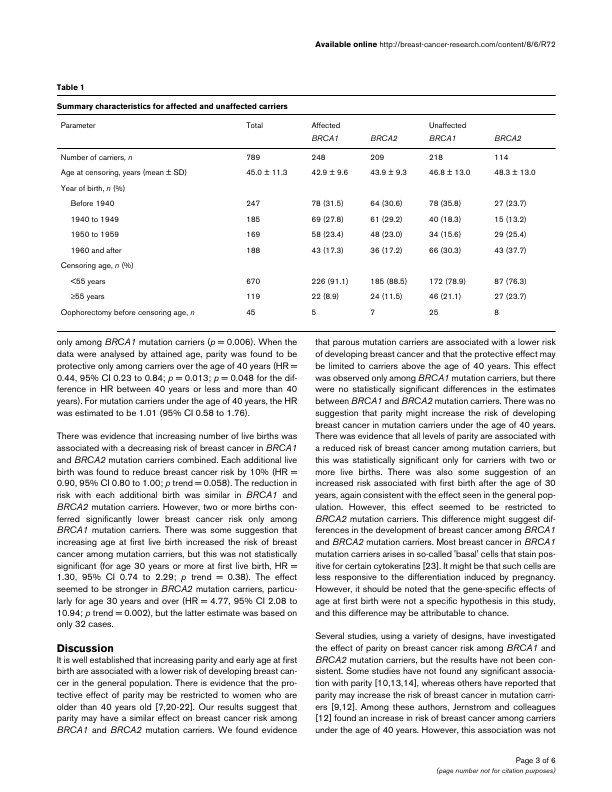 Available online http://breast-cancer-research.com/content/8/6/R72
Table 1
Summary characteristics for affected and unaffected carriers
Parameter Total Affected Unaffected
BRCA1 BRCA2 BRCA1 BRCA2
Number of carriers, n 789 248 209 218 114
Age at censoring, years (mean ± SD) 45.0 ± 11.3 42.9 ± 9.6 43.9 ± 9.3 46.8 ± 13.0 48.3 ± 13.0
Year of birth, n (%)
Before 1940 247 78 (31.5) 64 (30.6) 78 (35.8) 27 (23.7)
1940 to 1949 185 69 (27.8) 61 (29.2) 40 (18.3) 15 (13.2)
1950 to 1959 169 58 (23.4) 48 (23.0) 34 (15.6) 29 (25.4)
1960 and after 188 43 (17.3) 36 (17.2) 66 (30.3) 43 (37.7)
Censoring age, n (%)
<55 years 670 226 (91.1) 185 (88.5) 172 (78.9) 87 (76.3)
≥55 years 119 22 (8.9) 24 (11.5) 46 (21.1) 27 (23.7)
Oophorectomy before censoring age, n 45 5 7 25 8
only among BRCA1 mutation carriers (p = 0.006). When the
data were analysed by attained age, parity was found to be
protective only among carriers over the age of 40 years (HR =
0.44, 95% CI 0.23 to 0.84; p = 0.013; p = 0.048 for the dif-
ference in HR between 40 years or less and more than 40
years). For mutation carriers under the age of 40 years, the HR
was estimated to be 1.01 (95% CI 0.58 to 1.76).
There was evidence that increasing number of live births was
associated with a decreasing risk of breast cancer in BRCA1
and BRCA2 mutation carriers combined. Each additional live
birth was found to reduce breast cancer risk by 10% (HR =
0.90, 95% CI 0.80 to 1.00; p trend = 0.058). The reduction in
risk with each additional birth was similar in BRCA1 and
BRCA2 mutation carriers. However, two or more births con-
ferred significantly lower breast cancer risk only among
BRCA1 mutation carriers. There was some suggestion that
increasing age at first live birth increased the risk of breast
cancer among mutation carriers, but this was not statistically
significant (for age 30 years or more at first live birth, HR =
1.30, 95% CI 0.74 to 2.29; p trend = 0.38). The effect
seemed to be stronger in BRCA2 mutation carriers, particu-
larly for age 30 years and over (HR = 4.77, 95% CI 2.08 to
10.94; p trend = 0.002), but the latter estimate was based on
only 32 cases.
Discussion
It is well established that increasing parity and early age at first
birth are associated with a lower risk of developing breast can-
cer in the general population. There is evidence that the pro-
tective effect of parity may be restricted to women who are
older than 40 years old [7,20-22]. Our results suggest that
parity may have a similar effect on breast cancer risk among
BRCA1 and BRCA2 mutation carriers. We found evidence
that parous mutation carriers are associated with a lower risk
of developing breast cancer and that the protective effect may
be limited to carriers above the age of 40 years. This effect
was observed only among BRCA1 mutation carriers, but there
were no statistically significant differences in the estimates
between BRCA1 and BRCA2 mutation carriers. There was no
suggestion that parity might increase the risk of developing
breast cancer in mutation carriers under the age of 40 years.
There was evidence that all levels of parity are associated with
a reduced risk of breast cancer among mutation carriers, but
this was statistically significant only for carriers with two or
more live births. There was also some suggestion of an
increased risk associated with first birth after the age of 30
years, again consistent with the effect seen in the general pop-
ulation. However, this effect seemed to be restricted to
BRCA2 mutation carriers. This difference might suggest dif-
ferences in the development of breast cancer among BRCA1
and BRCA2 mutation carriers. Most breast cancer in BRCA1
mutation carriers arises in so-called 'basal' cells that stain pos-
itive for certain cytokeratins [23]. It might be that such cells are
less responsive to the differentiation induced by pregnancy.
However, it should be noted that the gene-specific effects of
age at first birth were not a specific hypothesis in this study,
and this difference may be attributable to chance.
Several studies, using a variety of designs, have investigated
the effect of parity on breast cancer risk among BRCA1 and
BRCA2 mutation carriers, but the results have not been con-
sistent. Some studies have not found any significant associa-
tion with parity [10,13,14], whereas others have reported that
parity may increase the risk of breast cancer in mutation carri-
ers [9,12]. Among these authors, Jernstrom and colleagues
[12] found an increase in risk of breast cancer among carriers
under the age of 40 years. However, this association was not
Page 3 of 6
(page number not for citation purposes)